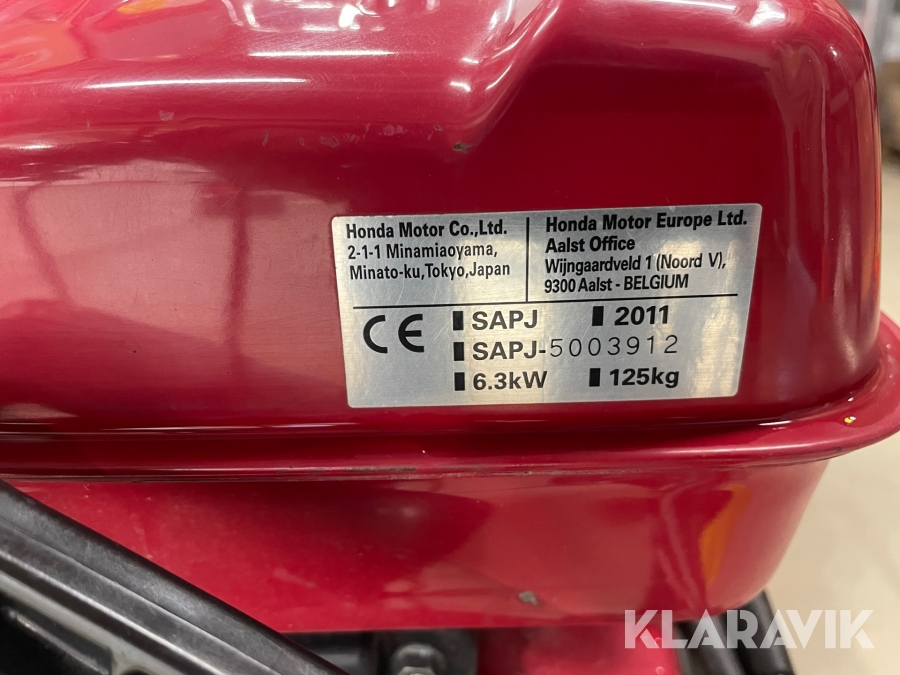 Honda Motor Co.,Ltd.
2-1-1 Minamiaoyama,
Minato-ku,Tokyo,Japan
Honda Motor Europe Ltd.
Aalst Office
Wijngaardveld 1 (Noord V),
9300 Aalst - BELGIUM
CE
SAPJ 2011
SAPJ-5003912
6.3kW 125kg
KLARAVIK